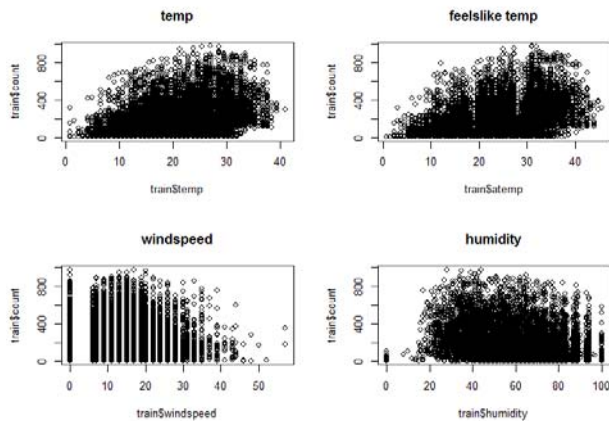 temp
train$count
0 400 800
0 10 20 30 40
train$temp
feelslike temp
train$count
0 400 800
0 10 20 30 40
train$atemp
windspeed
train$count
0 400 800
0 10 20 30 40 50
train$windspeed
humidity
train$count
0 400 800
0 20 40 60 80 100
train$humidity